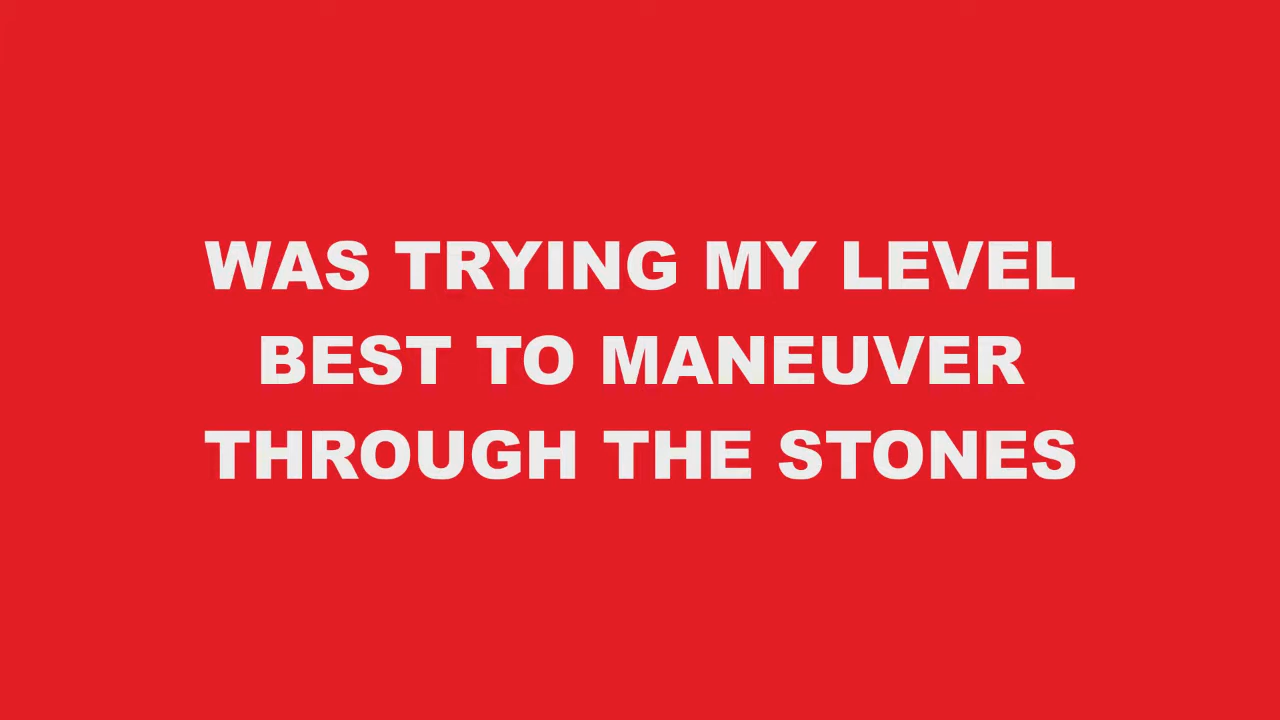 WAS TRYING MY LEVEL
BEST TO MANEUVER
THROUGH THE STONES